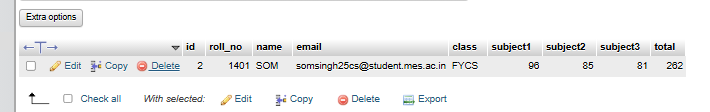 Extra options
←T→ id roll_no name email class subject1 subject2 subject3 total
Edit Copy Delete 2 1401 SOM somsingh25cs@student.mes.ac.in FYCS 96 85 81 262
Check all With selected: Edit Copy Delete Export